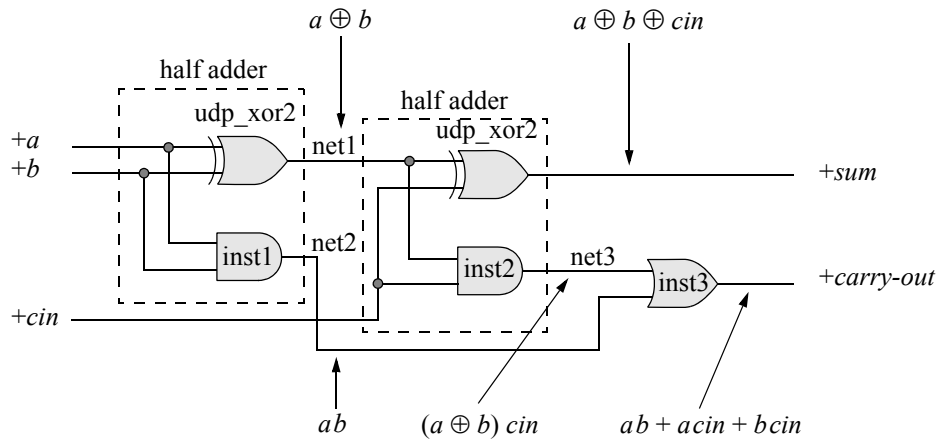 a ⊕ b
a ⊕ b ⊕ cin
half adder
half adder
udp_xor2
udp_xor2
+a
net1
+b
+sum
inst1
net2
inst2
net3
inst3
+carry-out
+cin
ab
(a ⊕ b) cin
ab + acin + bcin